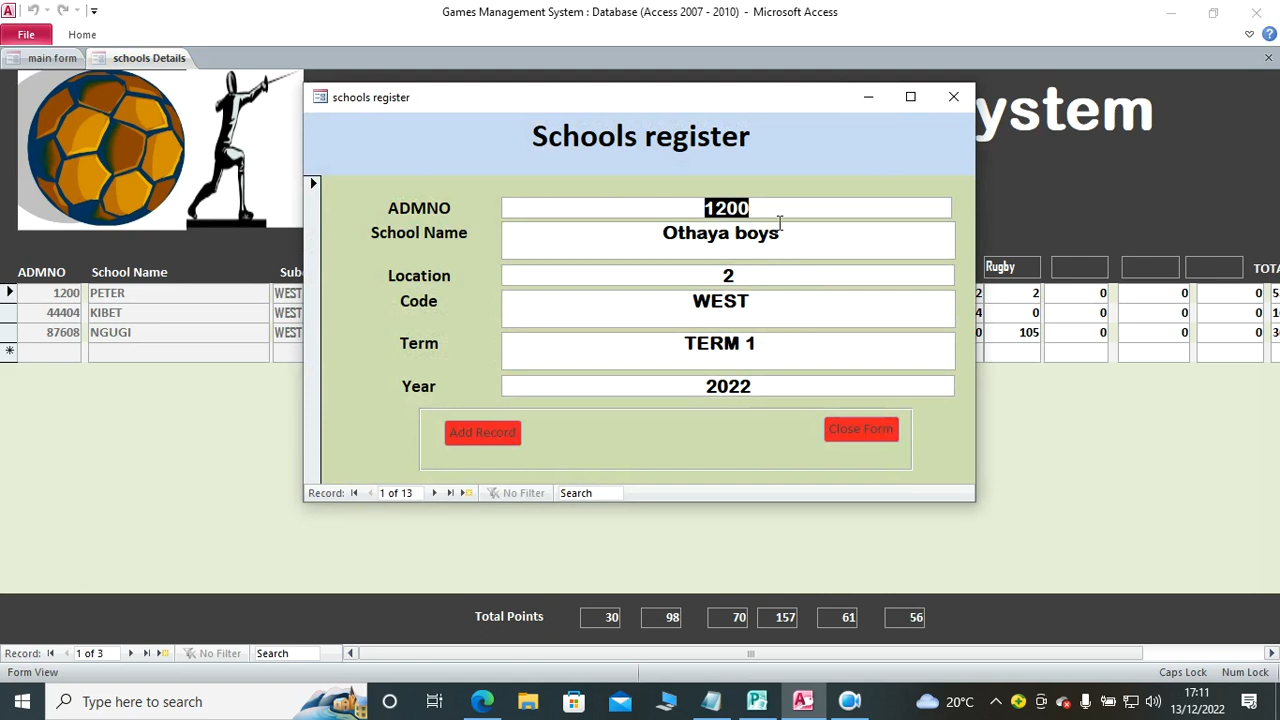 Games Management System : Database (Access 2007 - 2010) - Microsoft Access
File Home
main form schools Details
ystem
schools register
Schools register
ADMNO 1200
School Name Othaya boys
Location 2
Code WEST
Term TERM 1
Year 2022
Add Record Close Form
Record: 1 of 13 No Filter Search
ADMNO School Name Rugby
1200 PETER WEST 2 2 0 0 0 5
44404 KIBET WEST 4 0 0 0 0
87608 NGUGI WEST 0 105 0 0 0
Total Points 30 98 70 157 61 56
Record: 1 of 3 No Filter Search
Form View Caps Lock Num Lock
Type here to search 20°C 17:11
13/12/2022